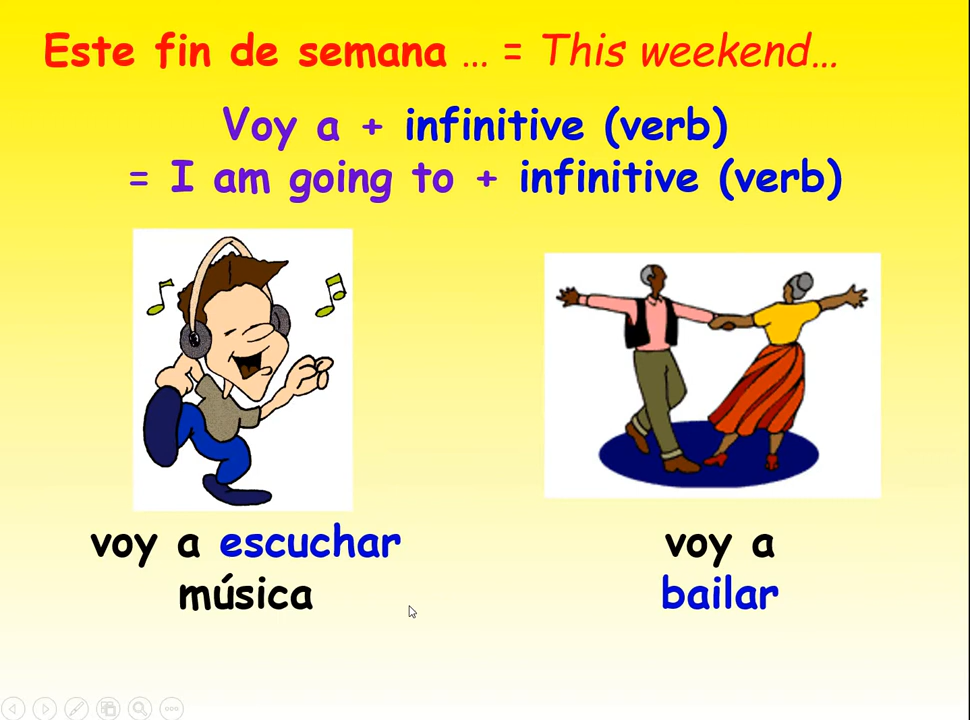 Este fin de semana … = This weekend…
Voy a + infinitive (verb)
= I am going to + infinitive (verb)
voy a escuchar
música
voy a
bailar